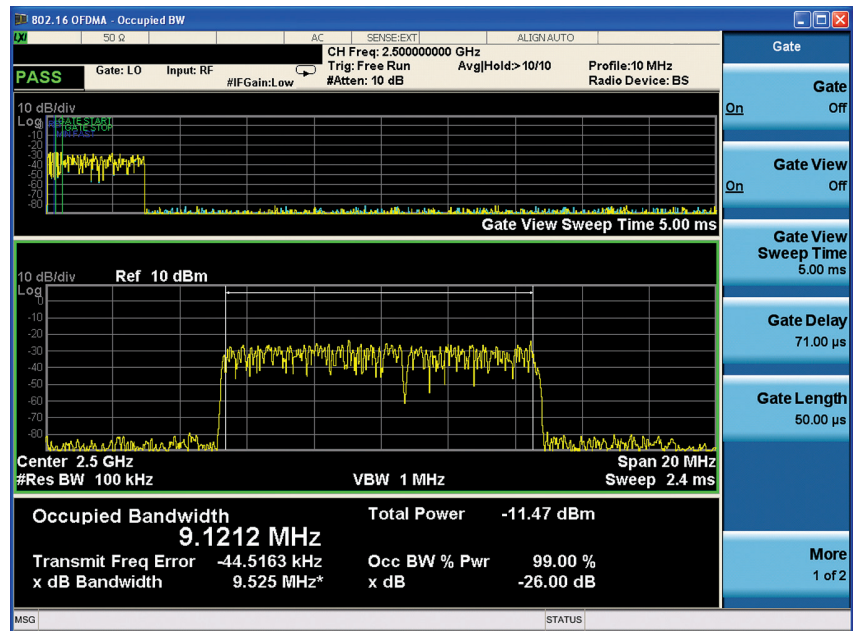 802.16 OFDMA - Occupied BW
LXI 50 Ω AC SENSE:EXT ALIGN AUTO
CH Freq: 2.500000000 GHz
PASS Gate: LO Input: RF Trig: Free Run Avg|Hold:>10/10 Profile:10 MHz
#IFGain:Low #Atten: 10 dB Radio Device: BS
10 dB/div
Log
GATE START
GATE STOP
-10
-20
-30
-40
-50
-60
-70
-80
Gate View Sweep Time 5.00 ms
10 dB/div Ref 10 dBm
Log
0
-10
-20
-30
-40
-50
-60
-70
-80
Center 2.5 GHz Span 20 MHz
#Res BW 100 kHz VBW 1 MHz Sweep 2.4 ms
Occupied Bandwidth Total Power -11.47 dBm
9.1212 MHz
Transmit Freq Error -44.5163 kHz Occ BW % Pwr 99.00 %
x dB Bandwidth 9.525 MHz* x dB -26.00 dB
MSG STATUS
Gate
Gate
On Off
Gate View
On Off
Gate View
Sweep Time
5.00 ms
Gate Delay
71.00 µs
Gate Length
50.00 µs
More
1 of 2